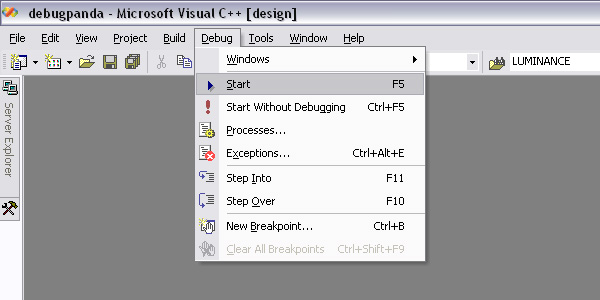 debugpanda - Microsoft Visual C++ [design]
File Edit View Project Build Debug Tools Window Help
LUMINANCE
Server Explorer
Windows
Start F5
Start Without Debugging Ctrl+F5
Processes...
Exceptions... Ctrl+Alt+E
Step Into F11
Step Over F10
New Breakpoint... Ctrl+B
Clear All Breakpoints Ctrl+Shift+F9